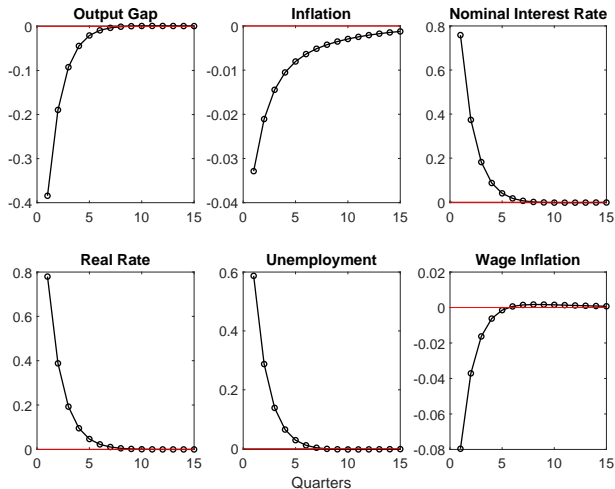 Output Gap
0
-0.1
-0.2
-0.3
-0.4
0 5 10 15
Inflation
0
-0.01
-0.02
-0.03
-0.04
0 5 10 15
Nominal Interest Rate
0.8
0.6
0.4
0.2
0
0 5 10 15
Real Rate
0.8
0.6
0.4
0.2
0
0 5 10 15
Unemployment
0.6
0.4
0.2
0
0 5 10 15
Quarters
Wage Inflation
0.02
0
-0.02
-0.04
-0.06
-0.08
0 5 10 15